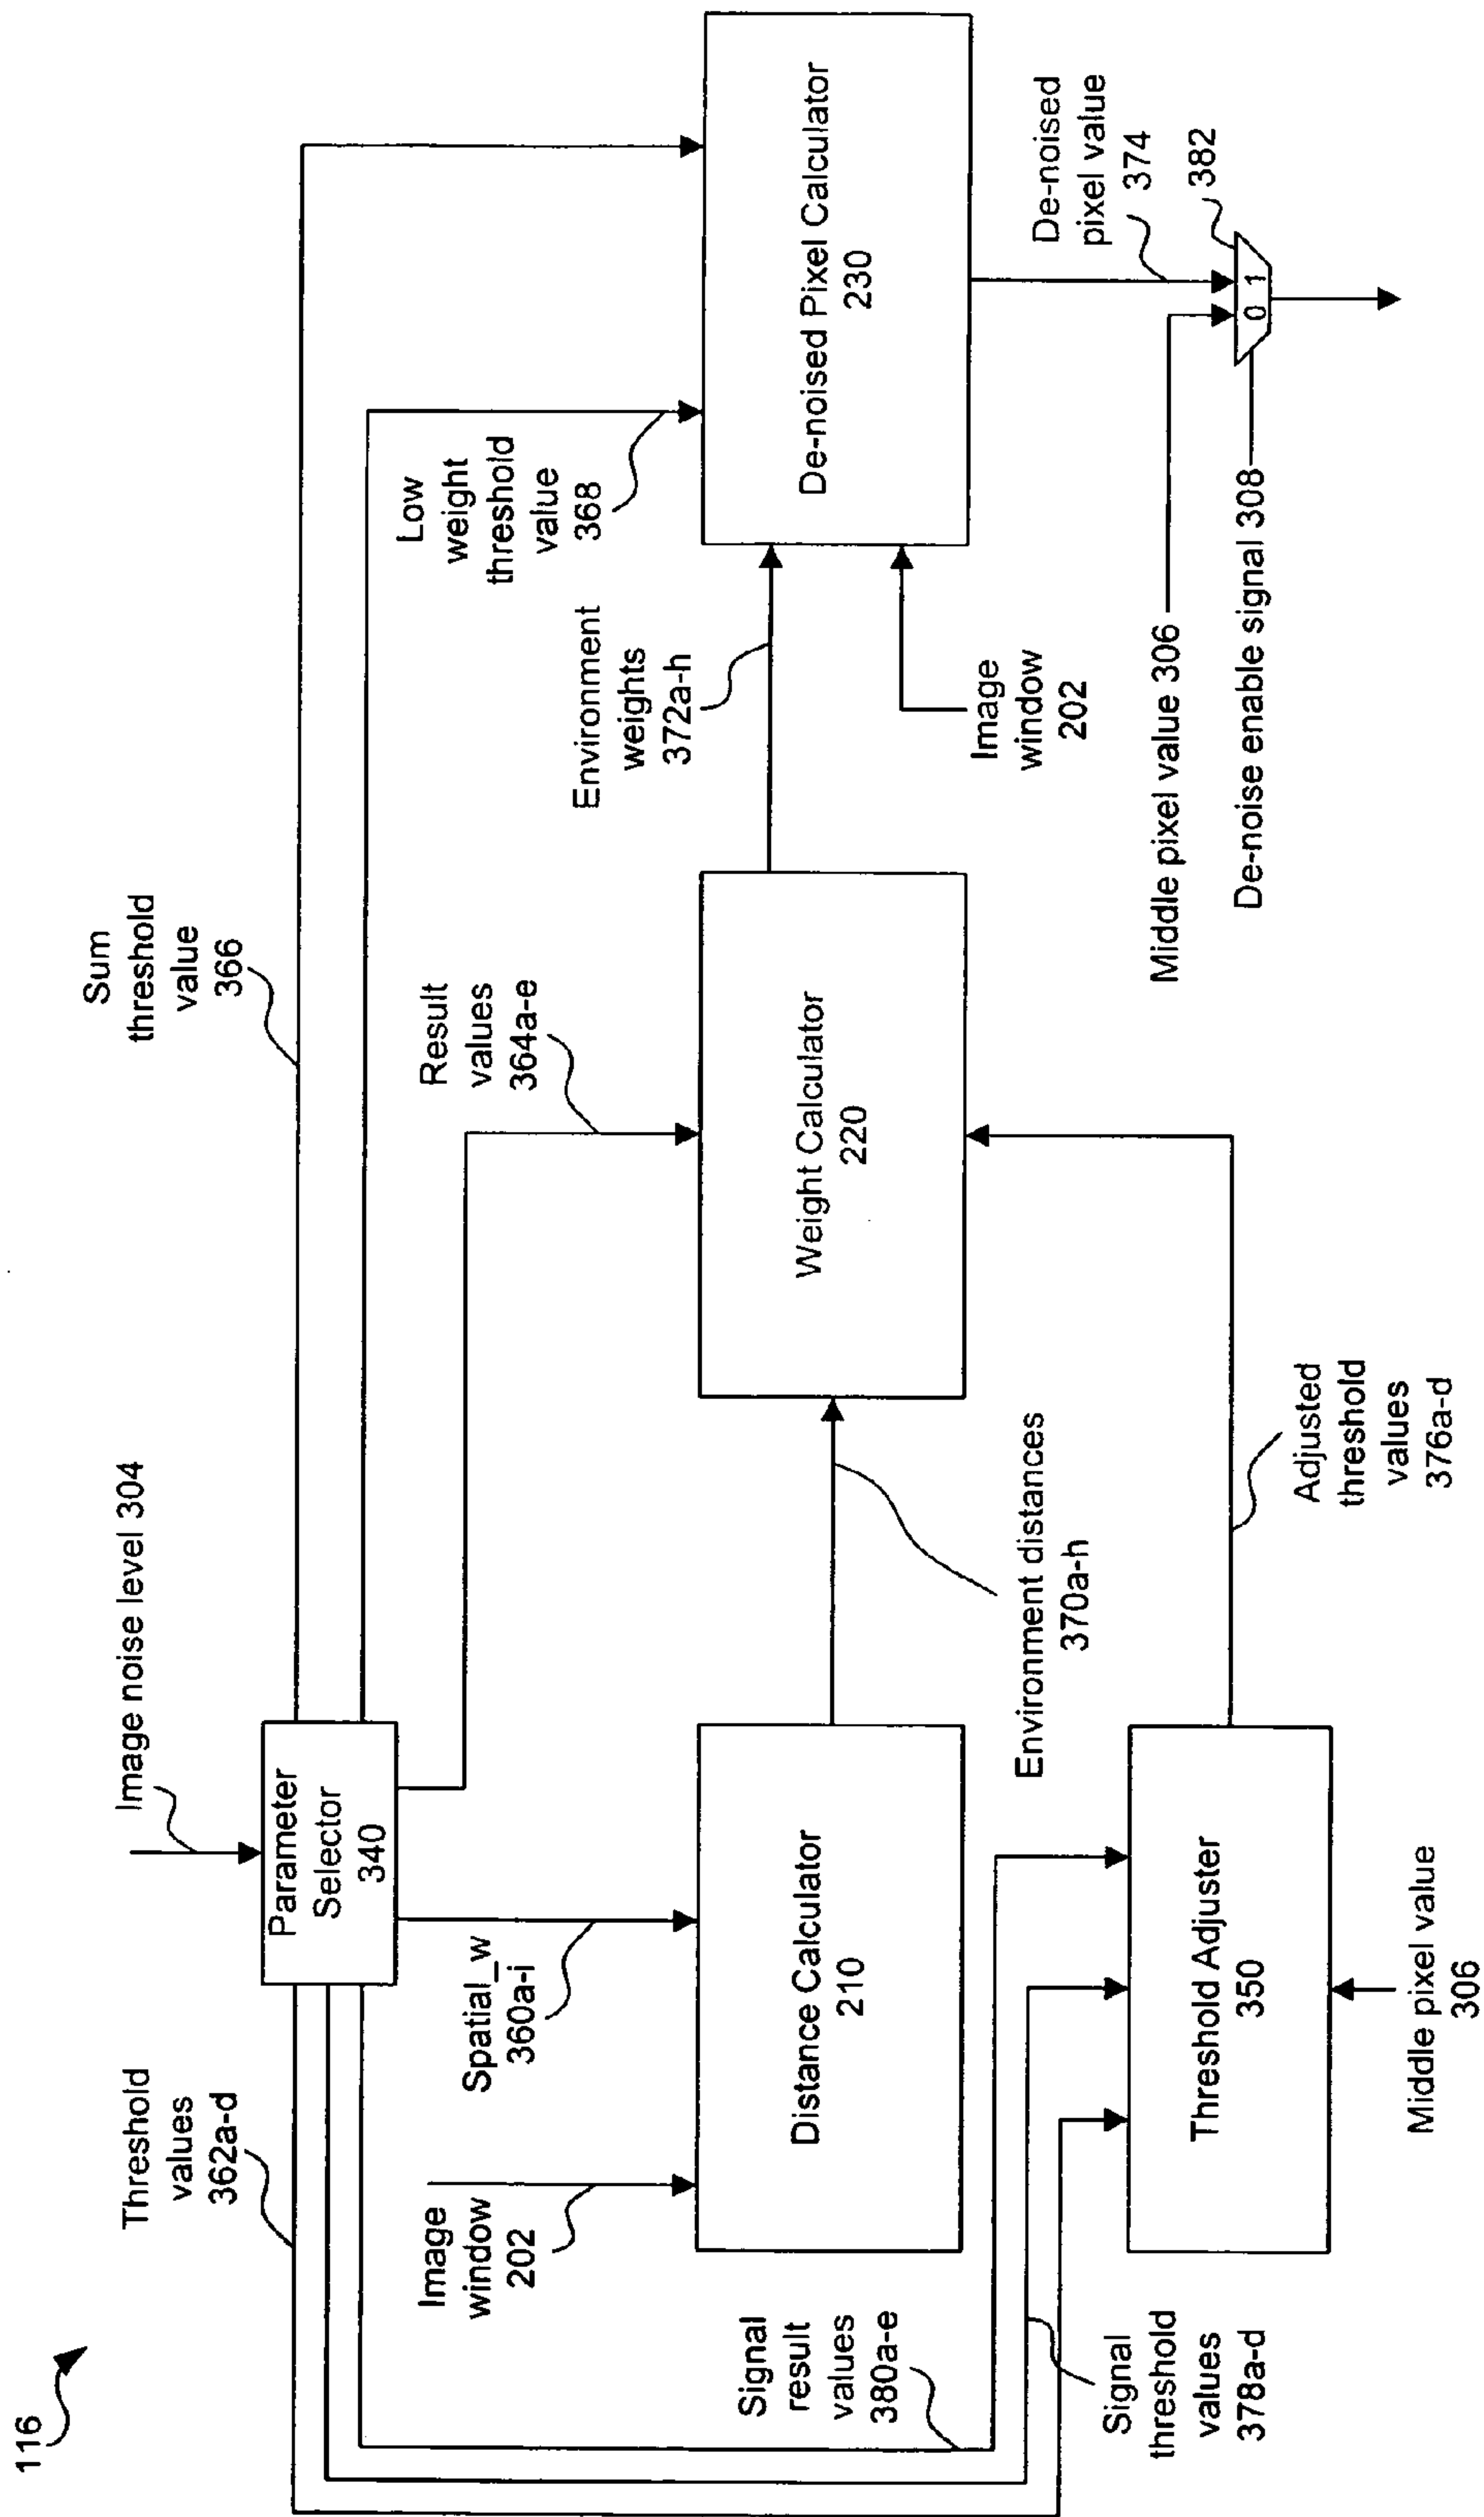 116
Image noise level 304
Sum
threshold
value
366
Threshold
values
362a-d
Parameter
Selector
340
Low
weight
threshold
value
368
Result
values
364a-e
Spatial_w
360a-i
Image
window
202
Environment
weights
372a-h
Distance Calculator
210
Weight Calculator
220
De-noised Pixel Calculator
230
Signal
result
values
380a-e
Environment distances
370a-h
Image
window
202
De-noised
pixel value
374
Signal
threshold
values
378a-d
Threshold Adjuster
350
Adjusted
threshold
values
376a-d
Middle pixel value 306
382
0 1
De-noise enable signal 308
Middle pixel value
306